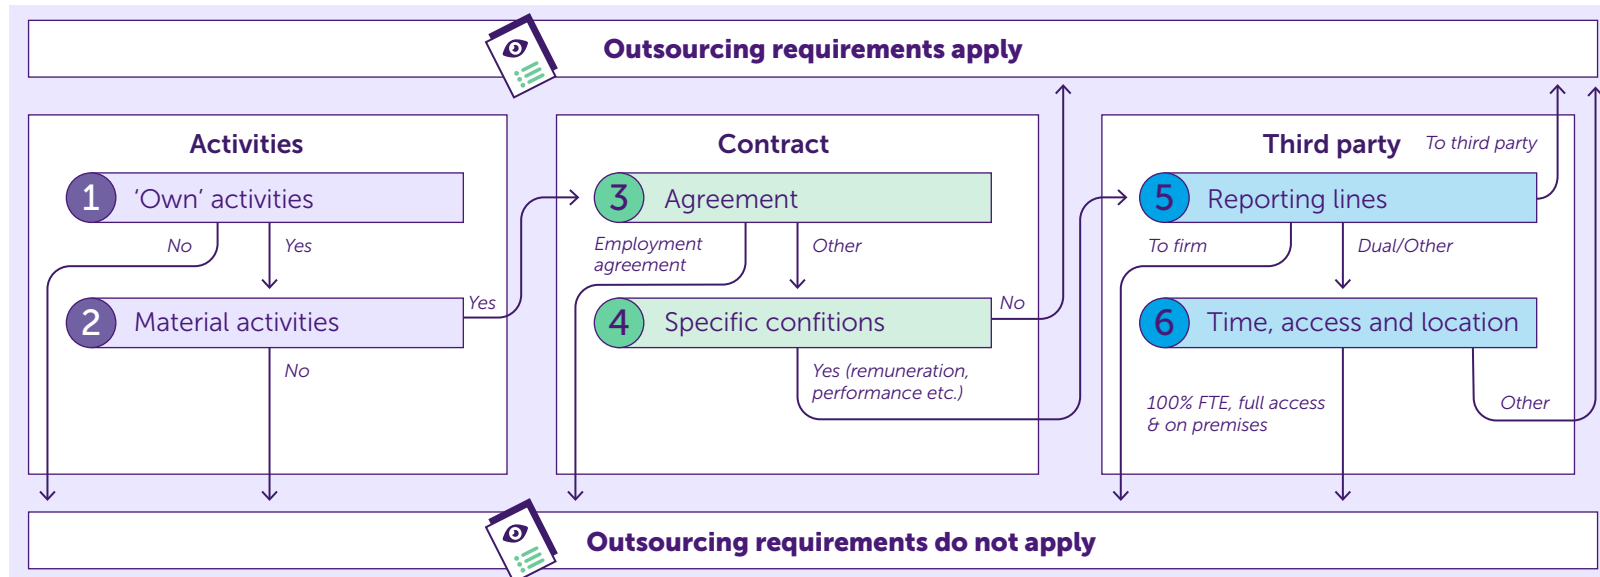 Outsourcing requirements apply
Activities
1 'Own' activities
No
Yes
2 Material activities
Yes
No
Contract
3 Agreement
Employment
agreement
Other
4 Specific confitions
No
Yes (remuneration,
performance etc.)
Third party
To third party
5 Reporting lines
To firm
Dual/Other
6 Time, access and location
100% FTE, full access
& on premises
Other
Outsourcing requirements do not apply